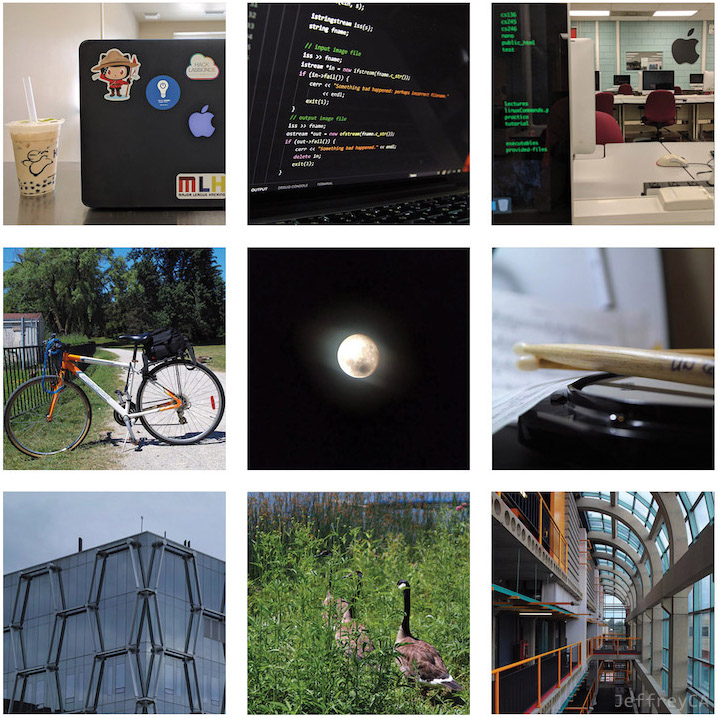 HACK
LASSONDE
MLH
MAJOR LEAGUE HACKING
istringstream iss(s);
string fname;
// input image file
iss >> fname;
istream *in = new ifstream(fname.c_str());
if (in->fail()) {
cerr << "Something bad happened: perhaps incorrect filename."
<< endl;
exit(1);
}
// output image file
iss >> fname;
ostream *out = new ofstream(fname.c_str());
if (out->fail()) {
cerr << "Something bad happened." << endl;
delete in;
exit(1);
}
OUTPUT
DEBUG CONSOLE
TERMINAL
cs136
cs245
cs246
nano
public_html
test
lectures
linuxCommands.p
practice
tutorial
executables
provided-files
JeffreyCA